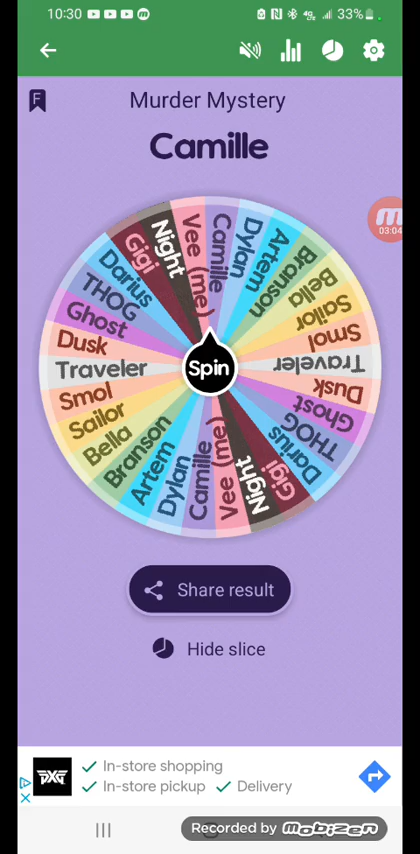 10:30
4G
33%
F
Murder Mystery
Camille
03:04
Vee (me)
Camille
Dylan
Artem
Branson
Bella
Sailor
Smol
Traveler
Dusk
Ghost
THOG
Darius
Gigi
Night
Vee (me)
Camille
Dylan
Artem
Branson
Bella
Sailor
Smol
Traveler
Dusk
Ghost
THOG
Darius
Gigi
Night
Spin
Share result
Hide slice
PXG
In-store shopping
In-store pickup Delivery
Recorded by mobizen